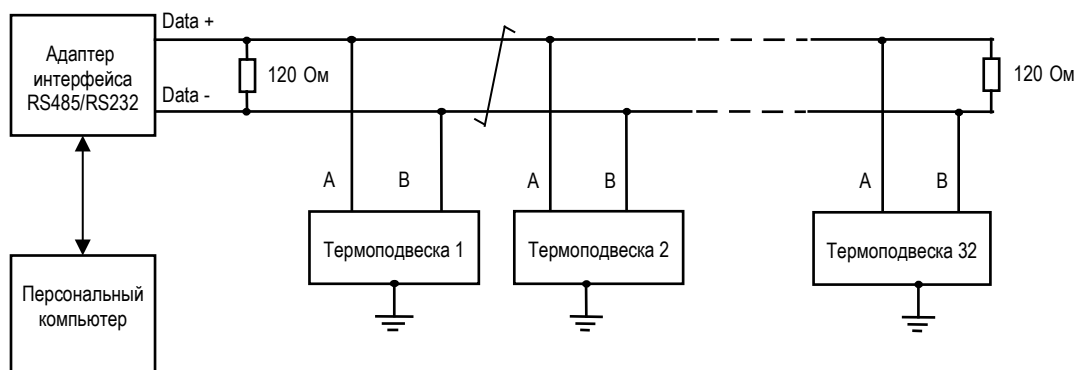 Data +
Адаптер
интерфейса
RS485/RS232
Data -
120 Ом
120 Ом
A
B
A
B
A
B
Термоподвеска 1
Термоподвеска 2
Термоподвеска 32
Персональный
компьютер